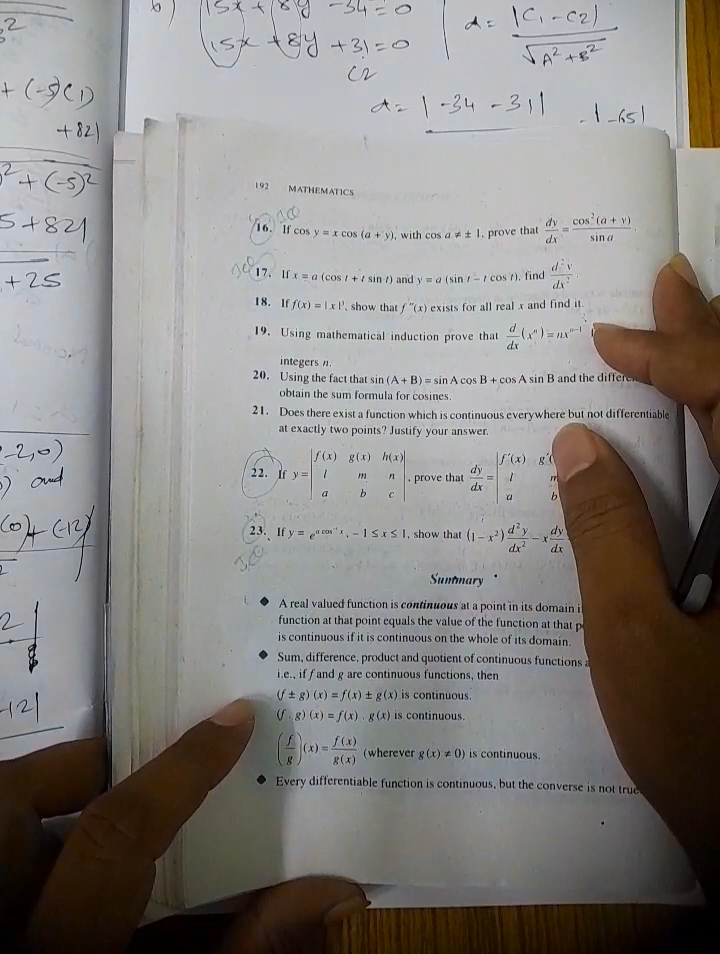 b) 15x + 8y - 34 = 0
15x + 8y + 31 = 0
C2
d = |C1 - C2|
√A² + B²
d = | -34 - 31|
|-65|
+ (-5)(1)
+821
² + (-5)²
5 + 821
+ 25
-2,0)
) and
(0) + (-12)
2
121
192 MATHEMATICS
16. If cos y = x cos (a + y), with cos a ≠ ± 1, prove that dy/dx = cos²(a + y)/sin a.
17. If x = a (cos t + t sin t) and y = a (sin t – t cos t), find d²y/dx².
18. If f(x) = |x|³, show that f″(x) exists for all real x and find it.
19. Using mathematical induction prove that d/dx (xⁿ) = nxⁿ⁻¹
integers n.
20. Using the fact that sin (A + B) = sin A cos B + cos A sin B and the
obtain the sum formula for cosines.
21. Does there exist a function which is continuous everywhere but not differentiable
at exactly two points? Justify your answer.
22. If y = |f(x) g(x) h(x)| , prove that dy/dx = |f′(x) g′(
l m n l m
a b c a b
23. If y = e^(a cos⁻¹ x), – 1 ≤ x ≤ 1, show that (1 – x²) d²y/dx² – x dy/dx
Summary
◆ A real valued function is continuous at a point in its domain
function at that point equals the value of the function at that
is continuous if it is continuous on the whole of its domain.
◆ Sum, difference, product and quotient of continuous functions
i.e., if f and g are continuous functions, then
(f ± g) (x) = f(x) ± g(x) is continuous.
(f . g) (x) = f(x) . g(x) is continuous.
(f/g)(x) = f(x)/g(x) (wherever g(x) ≠ 0) is continuous.
◆ Every differentiable function is continuous, but the converse is not true